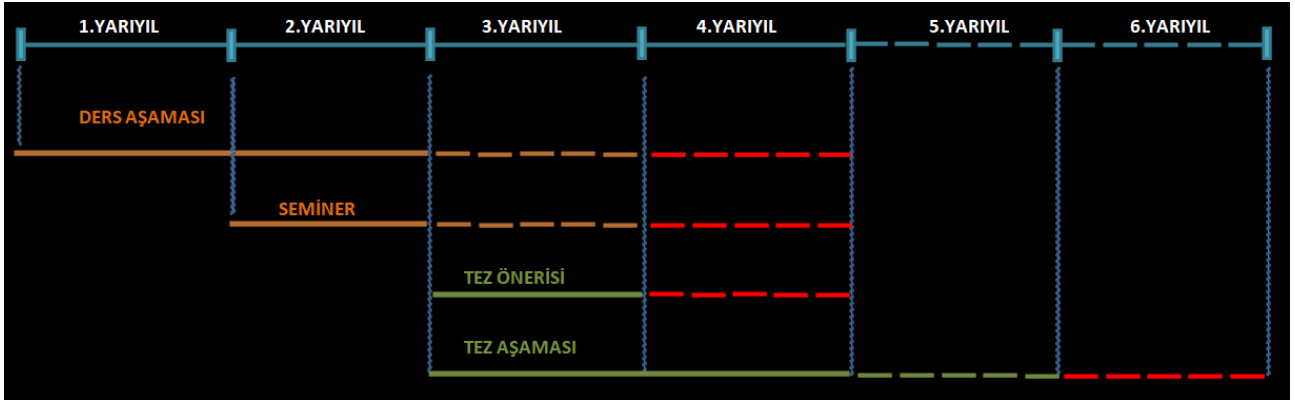 1.YARIYIL 2.YARIYIL 3.YARIYIL 4.YARIYIL 5.YARIYIL 6.YARIYIL
DERS AŞAMASI
SEMİNER
TEZ ÖNERİSİ
TEZ AŞAMASI